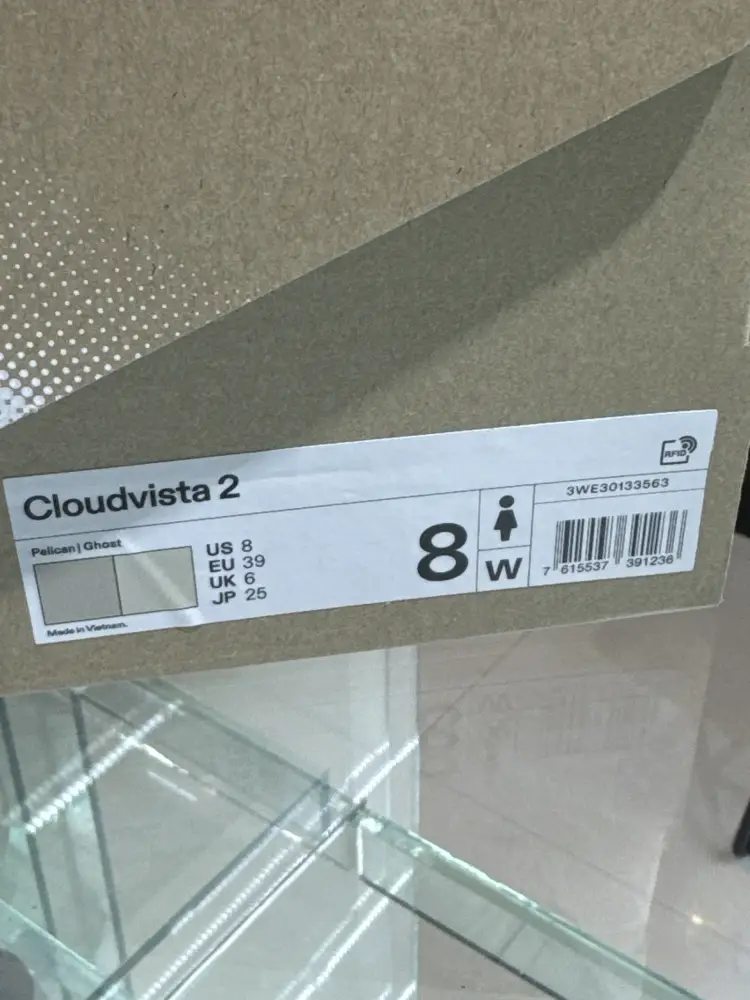 Cloudvista 2
RFID
3WE30133563
Pelican | Ghost
US 8
EU 39
UK 6
JP 25
8
W
7 615537 391236
Made in Vietnam.